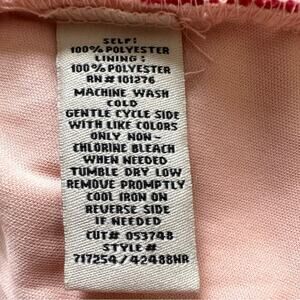 SELF:
100% POLYESTER
LINING:
100% POLYESTER
RN# 101276
MACHINE WASH
COLD
GENTLE CYCLE SIDE
WITH LIKE COLORS
ONLY NON-
CHLORINE BLEACH
WHEN NEEDED
TUMBLE DRY LOW
REMOVE PROMPTLY
COOL IRON ON
REVERSE SIDE
IF NEEDED
CUT# 053748
STYLE#
717254/42488NR